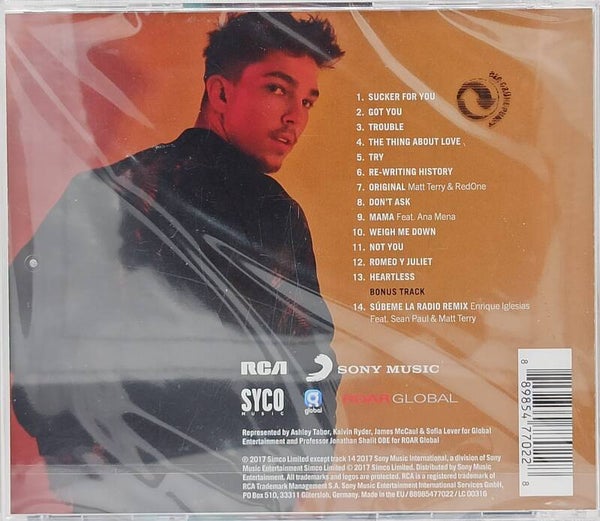 1. SUCKER FOR YOU
2. GOT YOU
3. TROUBLE
4. THE THING ABOUT LOVE
5. TRY
6. RE-WRITING HISTORY
7. ORIGINAL Matt Terry & RedOne
8. DON'T ASK
9. MAMA Feat. Ana Mena
10. WEIGH ME DOWN
11. NOT YOU
12. ROMEO Y JULIET
13. HEARTLESS
BONUS TRACK
14. SÚBEME LA RADIO REMIX Enrique Iglesias
Feat. Sean Paul & Matt Terry
DER GRÜNE PUNKT
RCA
SONY MUSIC
SYCO
MUSIC
global
ROAR GLOBAL
Represented by Ashley Tabor, Kalvin Ryder, James McCaul & Sofia Lever for Global
Entertainment and Professor Jonathan Shalit OBE for ROAR Global
℗ 2017 Simco Limited except track 14 2017 Sony Music International, a division of Sony
Music Entertainment Simco Limited © 2017 Simco Limited. Distributed by Sony Music
Entertainment. All trademarks and logos are protected. RCA is a registered trademark of
RCA Trademark Management S.A. Sony Music Entertainment International Services GmbH,
PO Box 510, 33311 Gütersloh, Germany. Made in the EU / 88985477022 / LC 00316
8 89854 77022 8